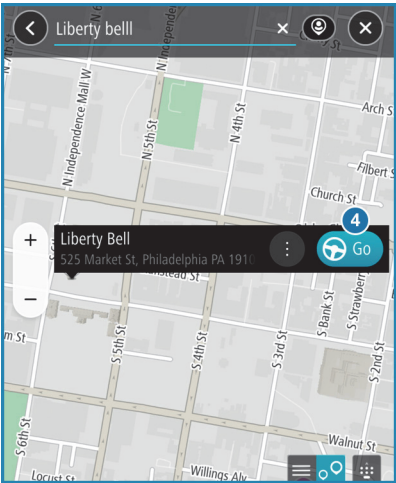 Liberty belll
N 7th St
N Independence Mall W
N Independen
N 5th St
N 4th St
Arch S
Filbert S
Church St
4
Liberty Bell
525 Market St, Philadelphia PA 1910
Go
+
−
S 5th St
S 4th St
S 3rd St
S Bank St
S Strawberry
S 2nd St
m St
S 6th St
Walnut St
Locust St
Willings Aly